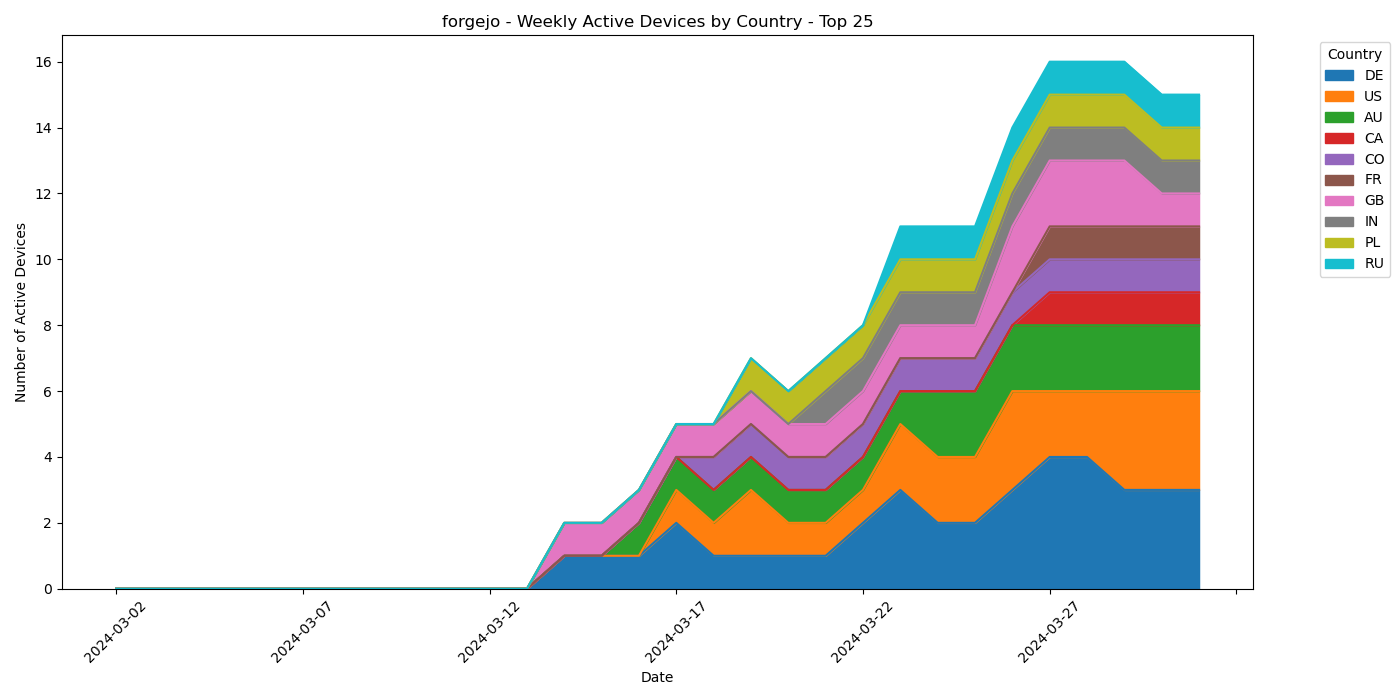 forgejo - Weekly Active Devices by Country - Top 25
Number of Active Devices
16
14
12
10
8
6
4
2
0
2024-03-02
2024-03-07
2024-03-12
2024-03-17
2024-03-22
2024-03-27
Date
Country
DE
US
AU
CA
CO
FR
GB
IN
PL
RU